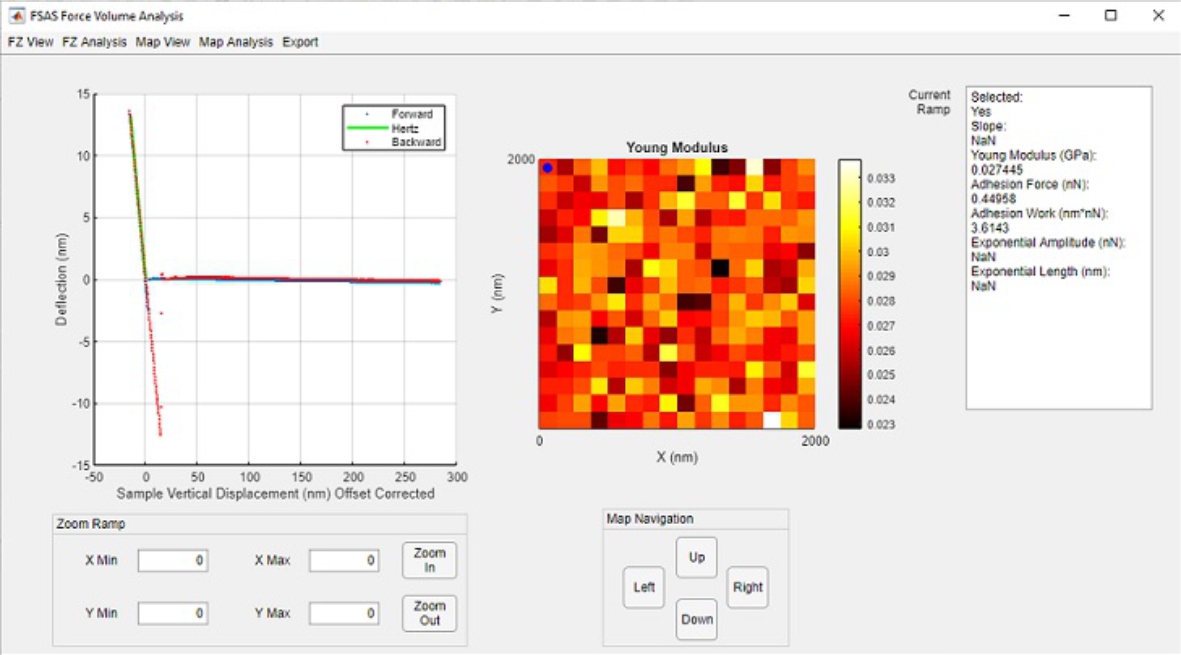 FSAS Force Volume Analysis
FZ View FZ Analysis Map View Map Analysis Export
15
10
5
0
-5
-10
-15
Deflection (nm)
-50 0 50 100 150 200 250 300
Sample Vertical Displacement (nm) Offset Corrected
Forward
Hertz
Backward
Young Modulus
2000
Y (nm)
0 2000
X (nm)
0.033
0.032
0.031
0.03
0.029
0.028
0.027
0.026
0.025
0.024
0.023
Current
Ramp
Selected:
Yes
Slope:
NaN
Young Modulus (GPa):
0.027445
Adhesion Force (nN):
0.44958
Adhesion Work (nm*nN):
3.6143
Exponential Amplitude (nN):
NaN
Exponential Length (nm):
NaN
Zoom Ramp
X Min 0 X Max 0 Zoom In
Y Min 0 Y Max 0 Zoom Out
Map Navigation
Up
Left Right
Down